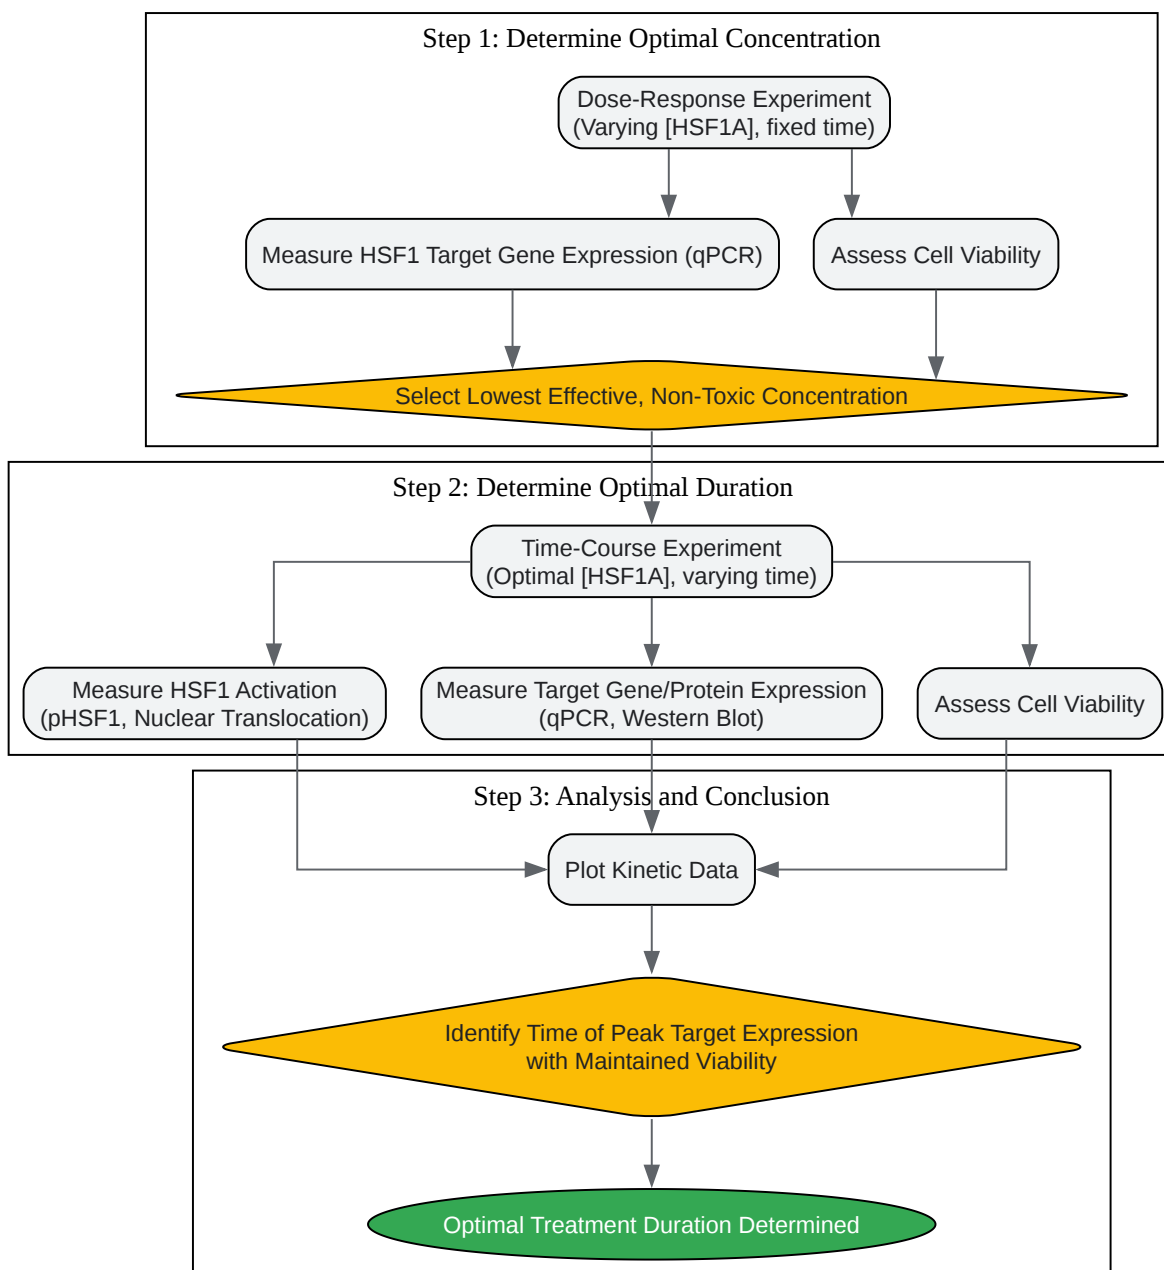 Step 1: Determine Optimal Concentration
Dose-Response Experiment
(Varying [HSF1A], fixed time)
Measure HSF1 Target Gene Expression (qPCR)
Assess Cell Viability
Select Lowest Effective, Non-Toxic Concentration
Step 2: Determine Optimal Duration
Time-Course Experiment
(Optimal [HSF1A], varying time)
Measure HSF1 Activation
(pHSF1, Nuclear Translocation)
Measure Target Gene/Protein Expression
(qPCR, Western Blot)
Assess Cell Viability
Step 3: Analysis and Conclusion
Plot Kinetic Data
Identify Time of Peak Target Expression
with Maintained Viability
Optimal Treatment Duration Determined